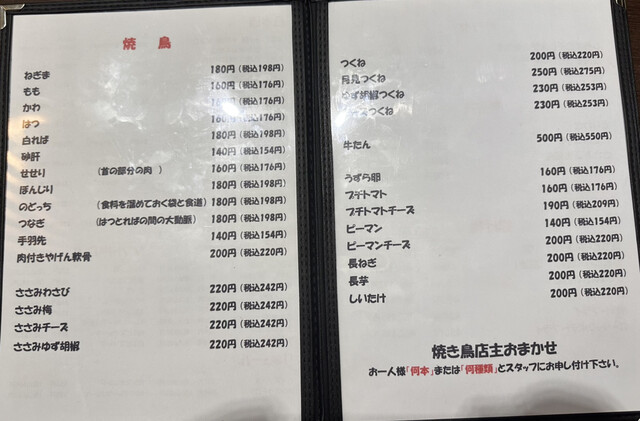 焼 鳥
ねぎま 180円（税込198円）
もも 160円（税込176円）
かわ
はつ 160円（税込176円）
白ればー 180円（税込198円）
砂肝 140円（税込154円）
せせり （首の部分の肉 ） 160円（税込176円）
ぼんじり 180円（税込198円）
のどっち （食料を溜めておく袋と食道） 180円（税込198円）
つなぎ （はつとればの間の大動脈） 180円（税込198円）
手羽先 140円（税込154円）
肉付きやげん軟骨 200円（税込220円）
ささみわさび 220円（税込242円）
ささみ梅 220円（税込242円）
ささみチーズ 220円（税込242円）
ささみゆず胡椒 220円（税込242円）
つくね 200円（税込220円）
月見つくね 250円（税込275円）
ゆず胡椒つくね 230円（税込253円）
つくね 230円（税込253円）
牛たん 500円（税込550円）
うずら卵 160円（税込176円）
プチトマト 160円（税込176円）
プチトマトチーズ 190円（税込209円）
ピーマン 140円（税込154円）
ピーマンチーズ 200円（税込220円）
長ねぎ 200円（税込220円）
長芋 200円（税込220円）
しいたけ 200円（税込220円）
焼き鳥店主おまかせ
お一人様「何本」または「何種類」とスタッフにお申し付け下さい。